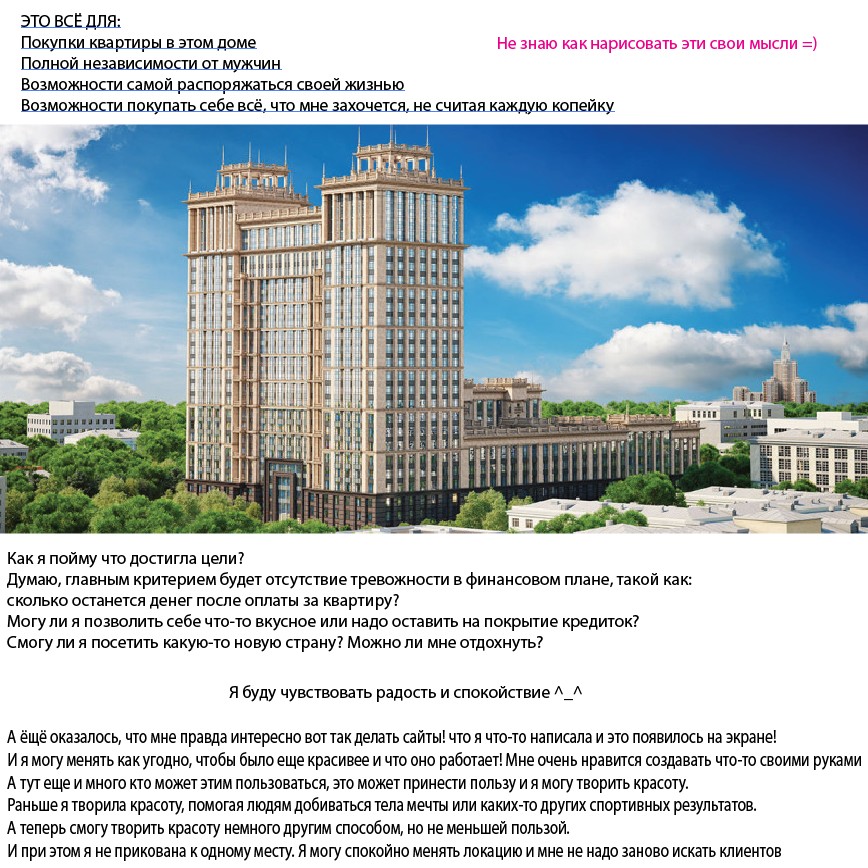 ЭТО ВСЁ ДЛЯ:
Покупки квартиры в этом доме
Не знаю как нарисовать эти свои мысли =)
Полной независимости от мужчин
Возможности самой распоряжаться своей жизнью
Возможности покупать себе всё, что мне захочется, не считая каждую копейку
Как я пойму что достигла цели?
Думаю, главным критерием будет отсутствие тревожности в финансовом плане, такой как:
сколько останется денег после оплаты за квартиру?
Могу ли я позволить себе что-то вкусное или надо оставить на покрытие кредиток?
Смогу ли я посетить какую-то новую страну? Можно ли мне отдохнуть?
Я буду чувствовать радость и спокойствие ^_^
А ёщё оказалось, что мне правда интересно вот так делать сайты! что я что-то написала и это появилось на экране!
И я могу менять как угодно, чтобы было еще красивее и что оно работает! Мне очень нравится создавать что-то своими руками
А тут еще и много кто может этим пользоваться, это может принести пользу и я могу творить красоту.
Раньше я творила красоту, помогая людям добиваться тела мечты или каких-то других спортивных результатов.
А теперь смогу творить красоту немного другим способом, но не меньшей пользой.
И при этом я не прикована к одному месту. Я могу спокойно менять локацию и мне не надо заново искать клиентов